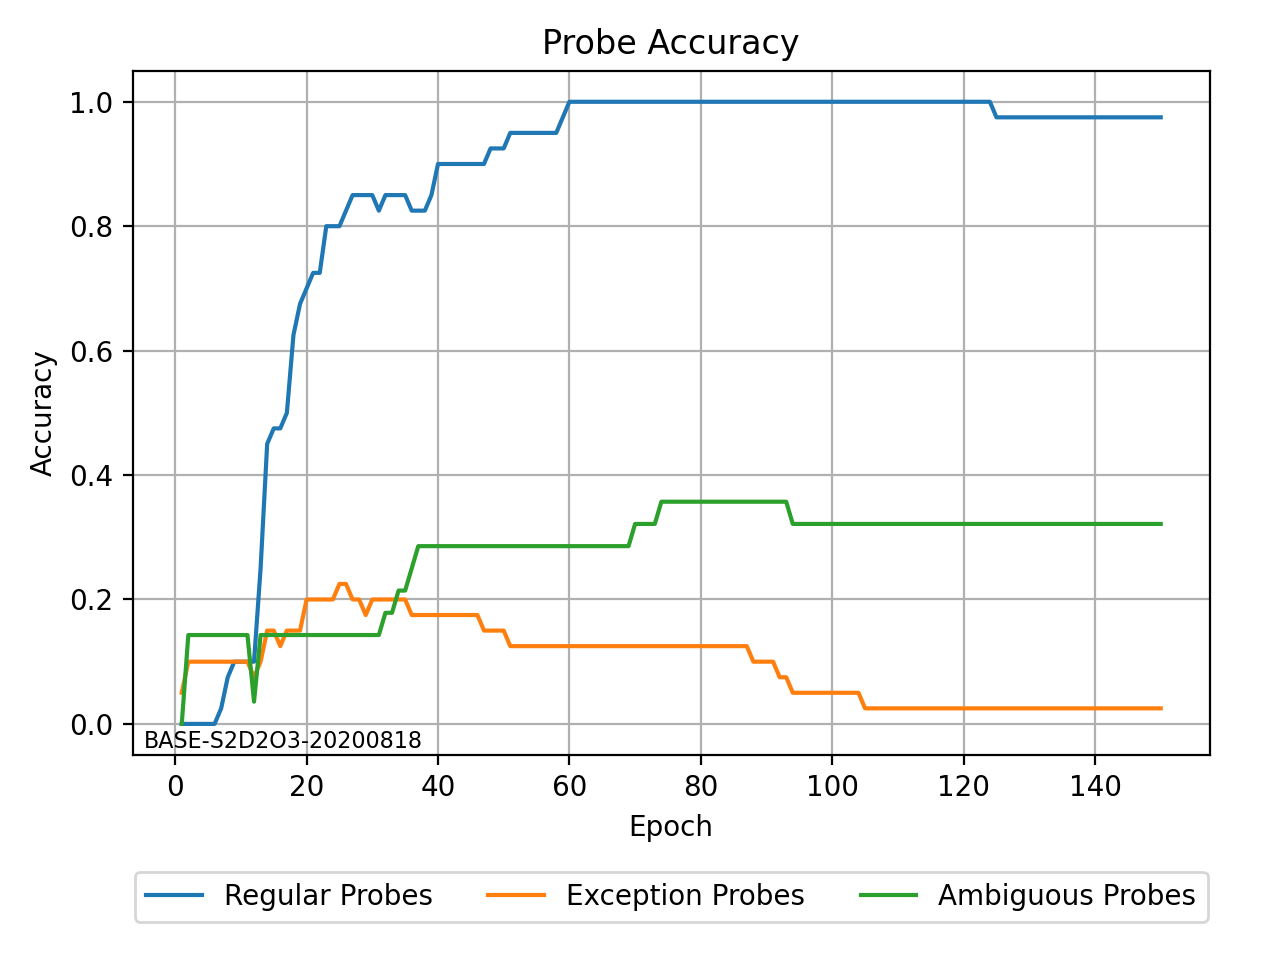 Probe Accuracy
1.0
0.8
0.6
0.4
0.2
0.0
Accuracy
BASE-S2D2O3-20200818
0 20 40 60 80 100 120 140
Epoch
Regular Probes Exception Probes Ambiguous Probes